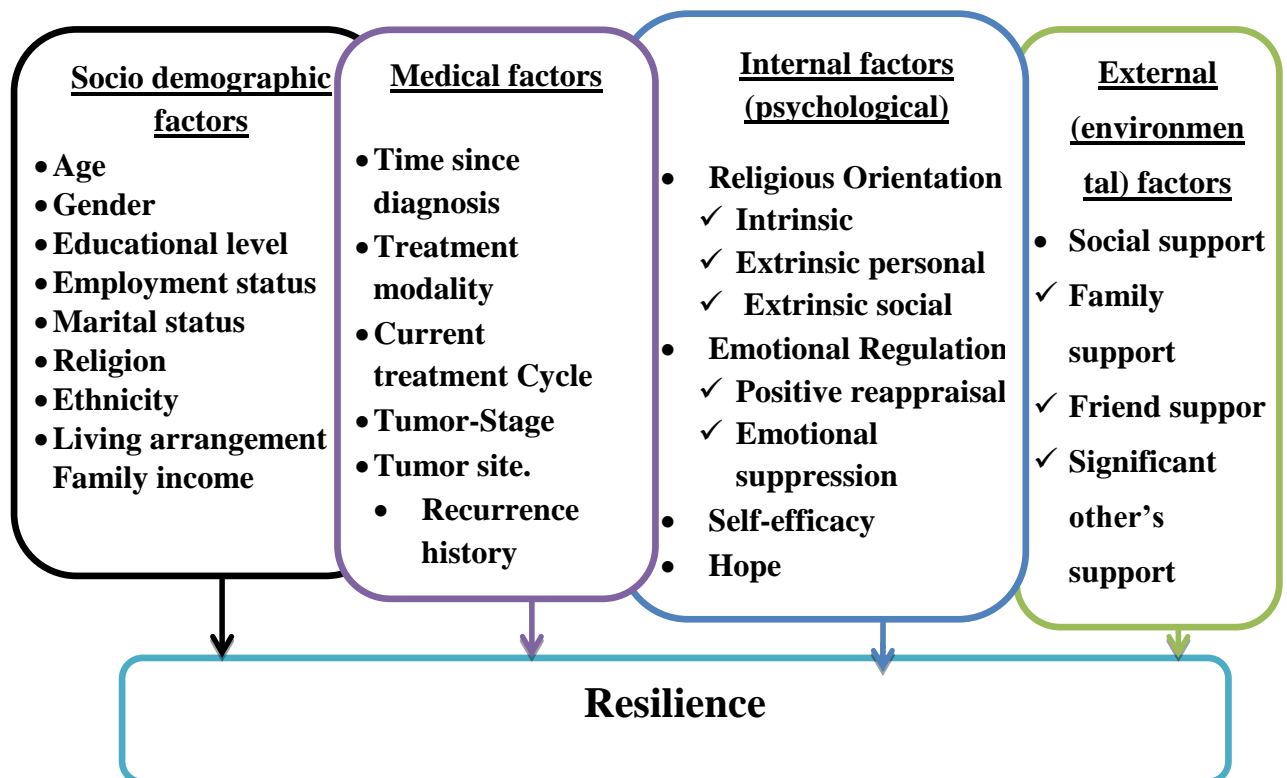 Socio demographic
factors
• Age
• Gender
• Educational level
• Employment status
• Marital status
• Religion
• Ethnicity
• Living arrangement
Family income
Medical factors
• Time since
diagnosis
• Treatment
modality
• Current
treatment Cycle
• Tumor-Stage
• Tumor site.
• Recurrence
history
Internal factors
(psychological)
• Religious Orientation
✓ Intrinsic
✓ Extrinsic personal
✓ Extrinsic social
• Emotional Regulation
✓ Positive reappraisal
✓ Emotional
suppression
• Self-efficacy
• Hope
External
(environmen
tal) factors
• Social support
✓ Family
support
✓ Friend suppor
✓ Significant
other’s
support
Resilience